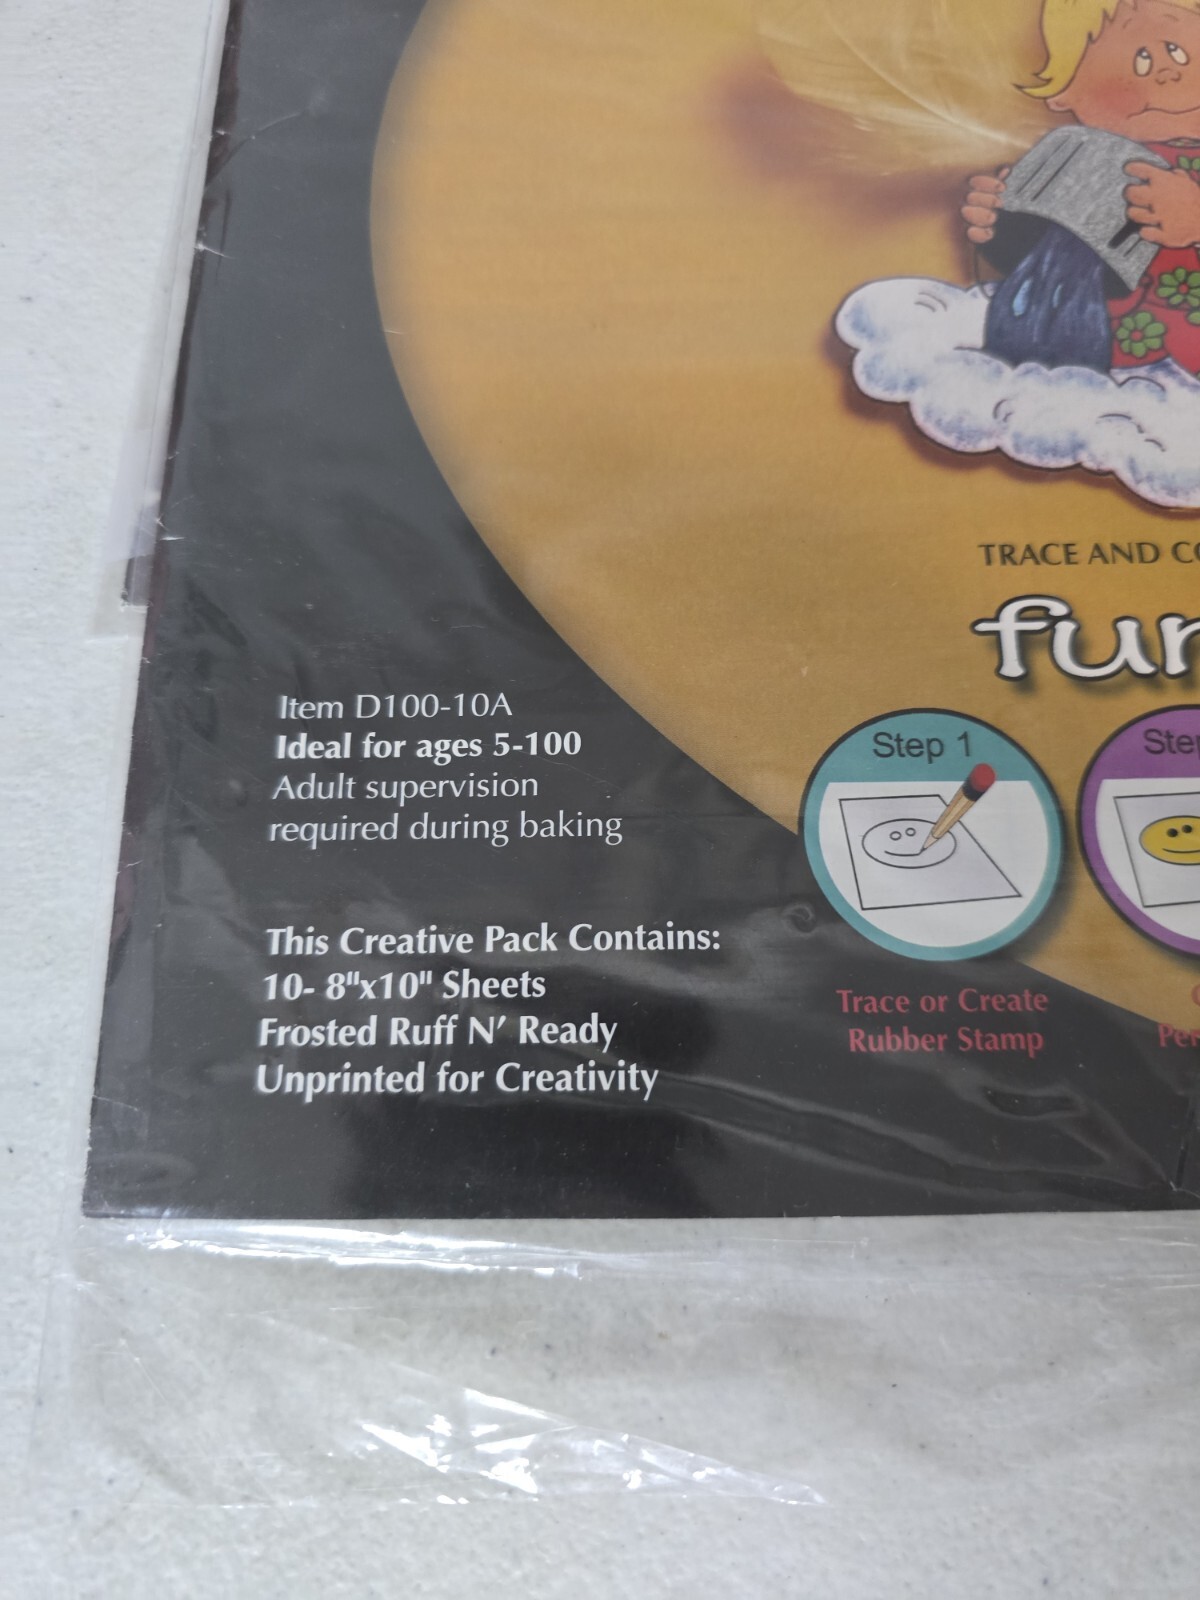 TRACE AND
Item D100-10A
Ideal for ages 5-100
Adult supervision
required during baking
This Creative Pack Contains:
10- 8"x10" Sheets
Frosted Ruff N' Ready
Unprinted for Creativity
Step 1
Trace or Create
Rubber Stamp